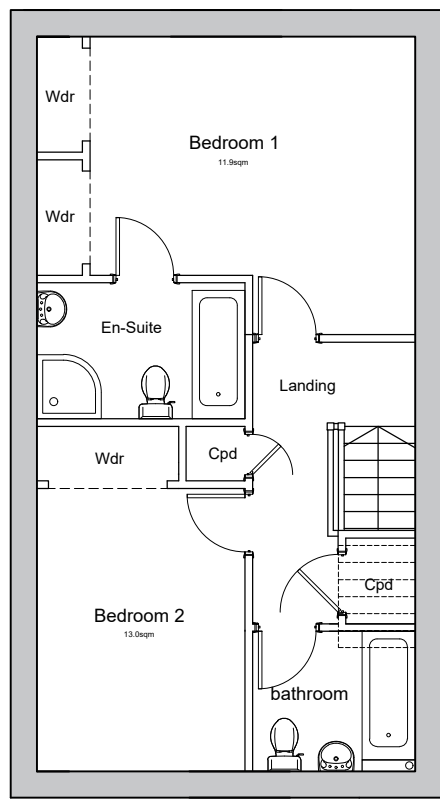 Wdr
Bedroom 1
11.9sqm
Wdr
En-Suite
Landing
Wdr
Cpd
Cpd
Bedroom 2
13.0sqm
bathroom